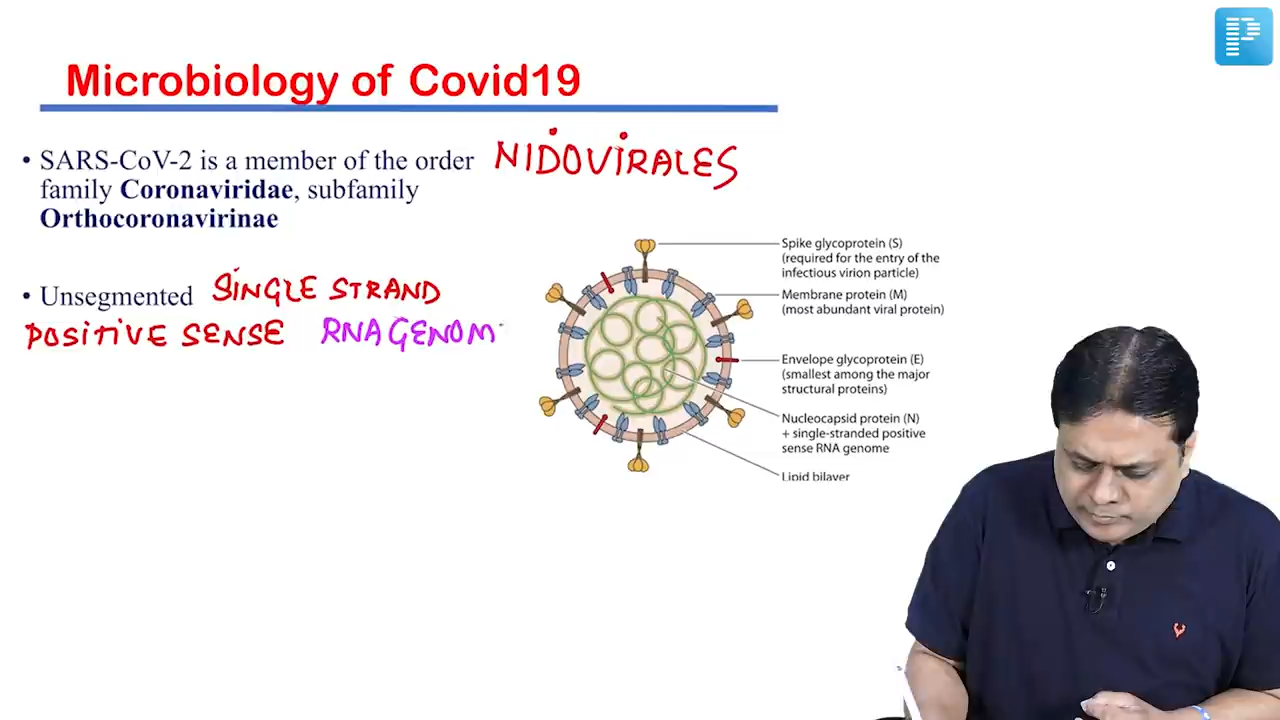 Microbiology of Covid19
• SARS-CoV-2 is a member of the order NIDOVIRALES
family Coronaviridae, subfamily
Orthocoronavirinae
• Unsegmented SINGLE STRAND
POSITIVE SENSE RNA GENOM
Spike glycoprotein (S)
(required for the entry of the
infectious virion particle)
Membrane protein (M)
(most abundant viral protein)
Envelope glycoprotein (E)
(smallest among the major
structural proteins)
Nucleocapsid protein (N)
+ single-stranded positive
sense RNA genome
Lipid bilayer
P